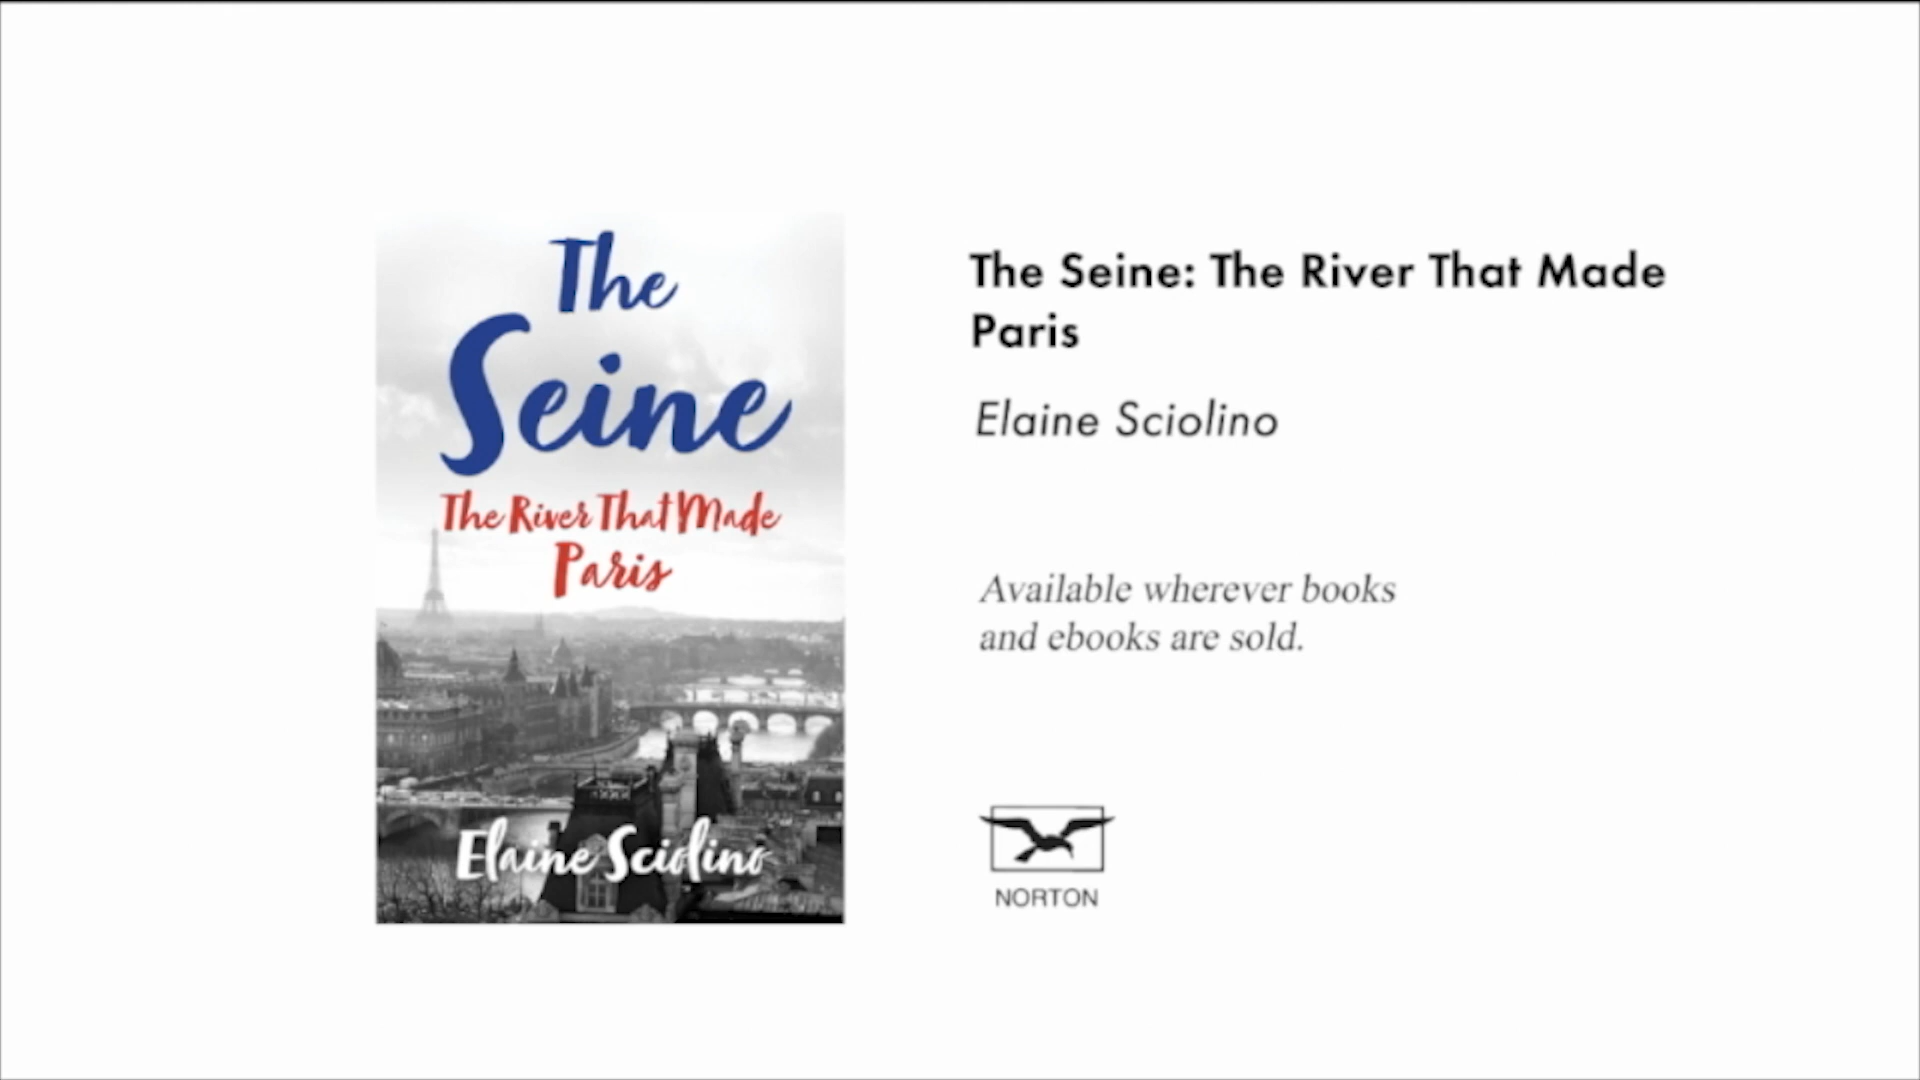 The
Seine
The River That Made
Paris
Elaine Sciolino
The Seine: The River That Made
Paris
Elaine Sciolino
Available wherever books
and ebooks are sold.
NORTON